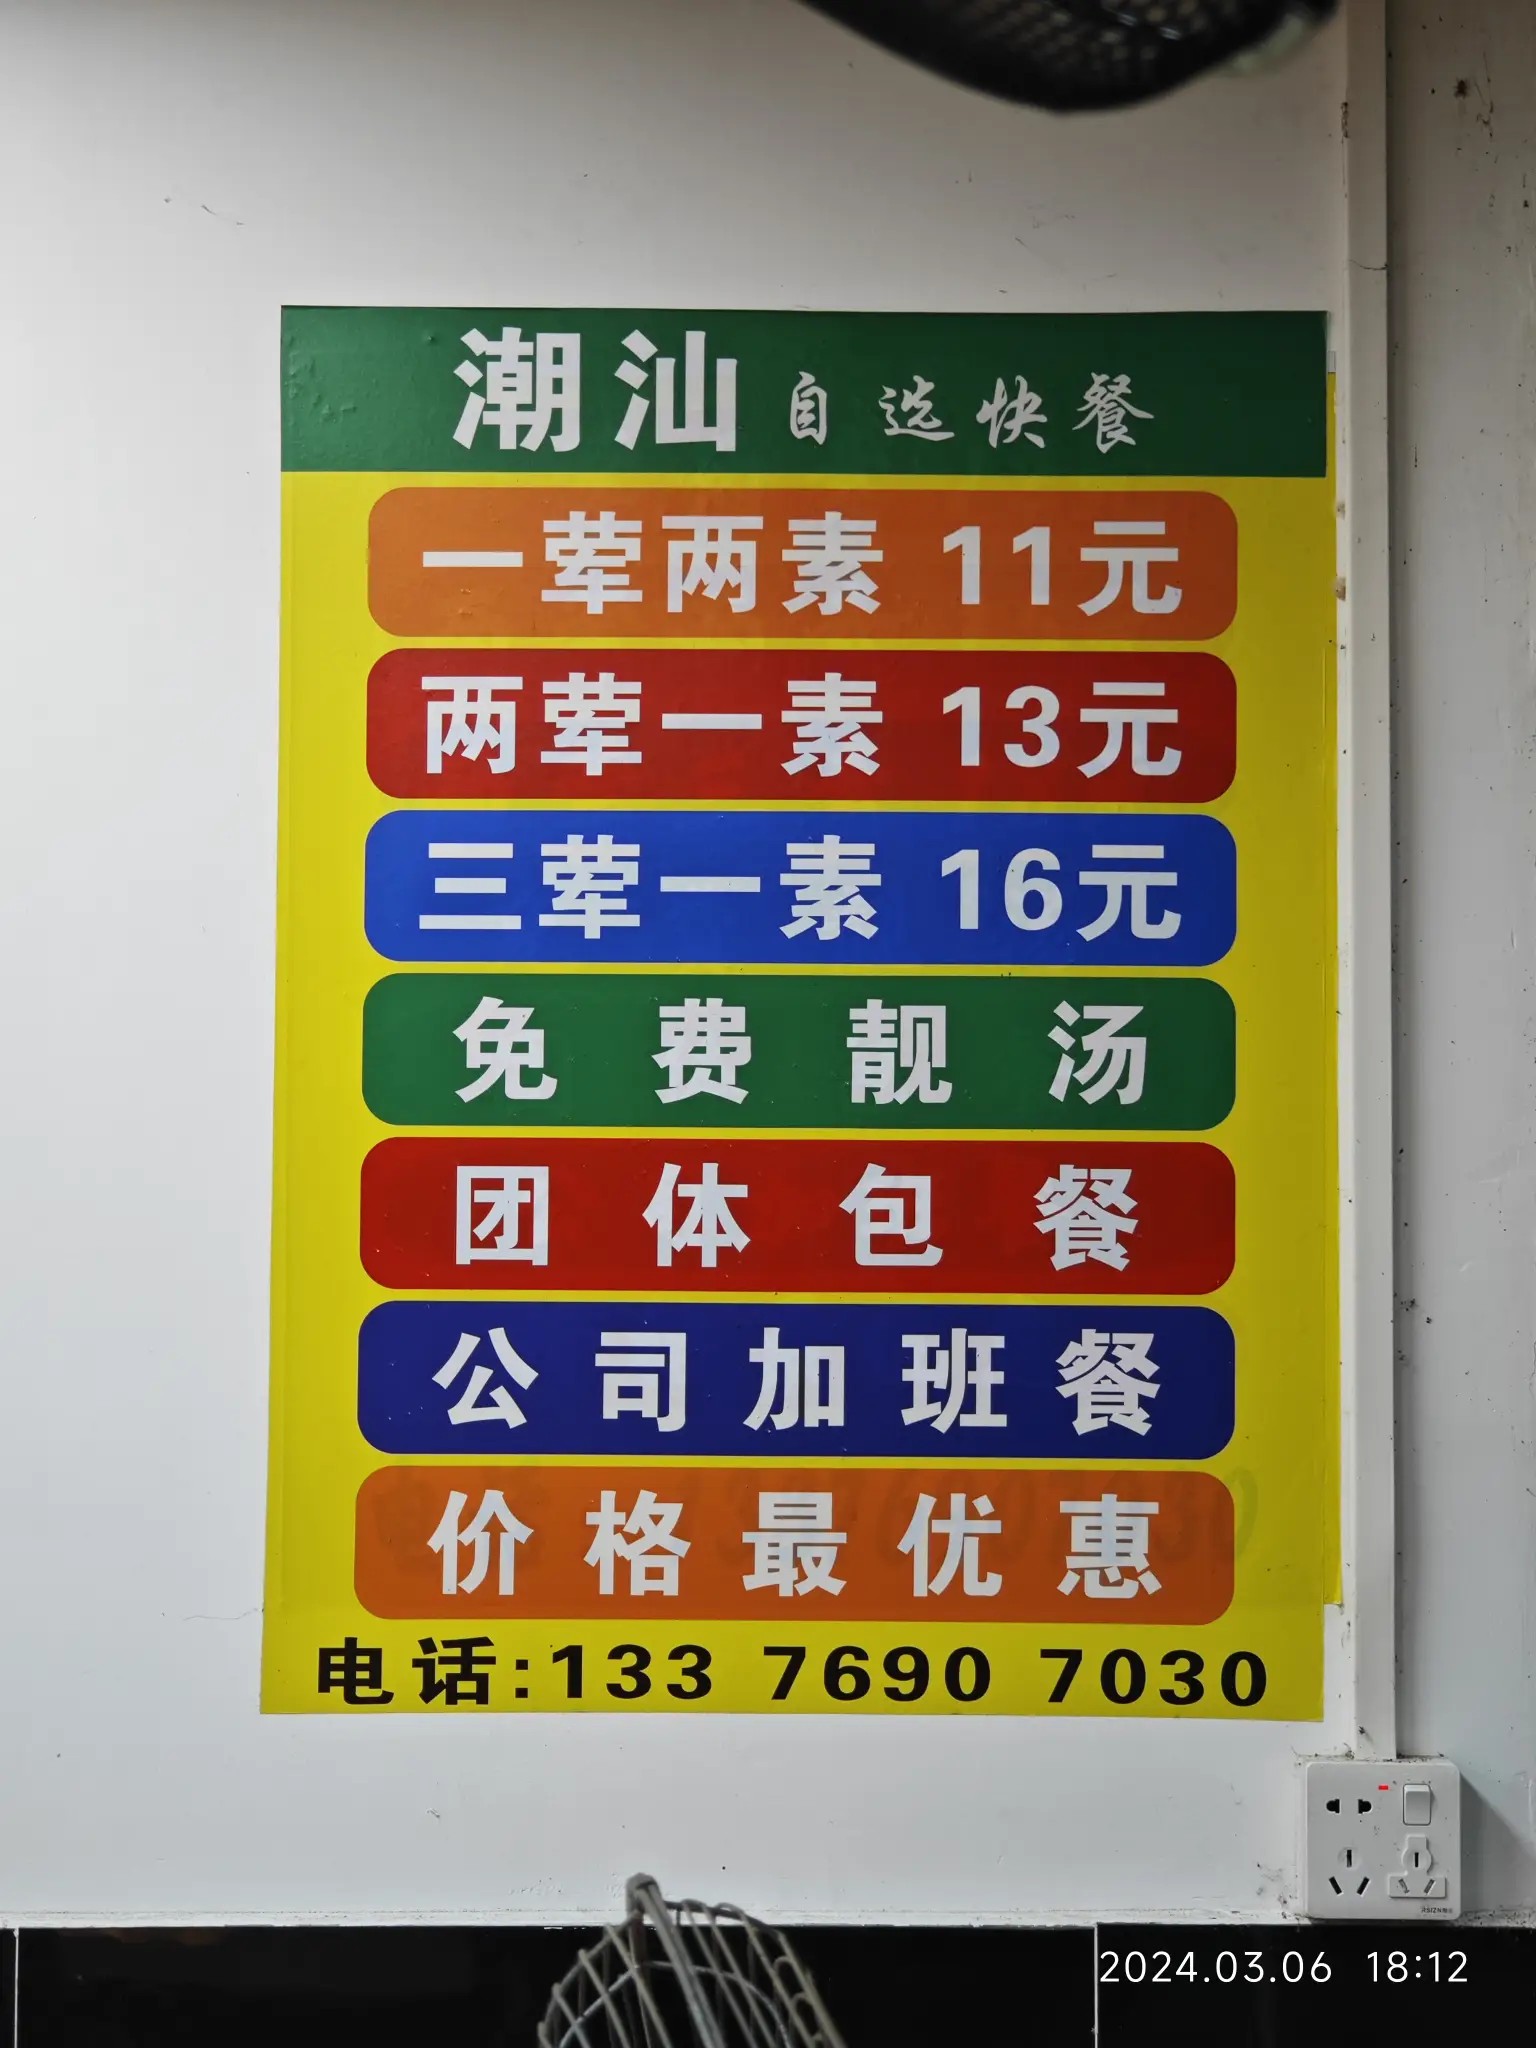 潮汕 自选快餐
一荤两素 11元
两荤一素 13元
三荤一素 16元
免费靓汤
团体包餐
公司加班餐
价格最优惠
电话:133 7690 7030
2024.03.06 18:12